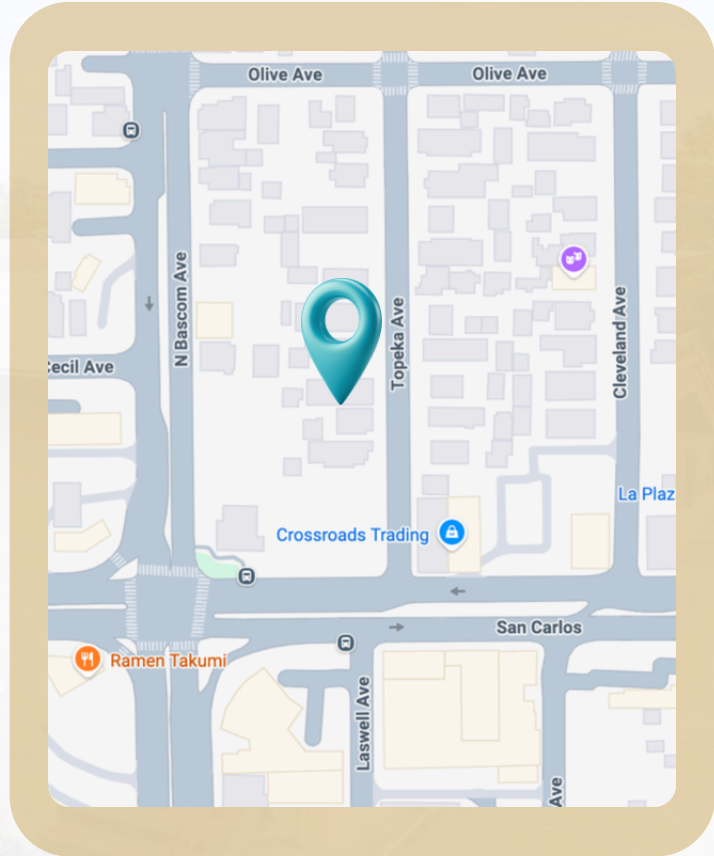 Olive Ave
Olive Ave
N Bascom Ave
Topeka Ave
Cleveland Ave
Cecil Ave
La Plaz
Crossroads Trading
San Carlos
Ramen Takumi
Laswell Ave
Ave